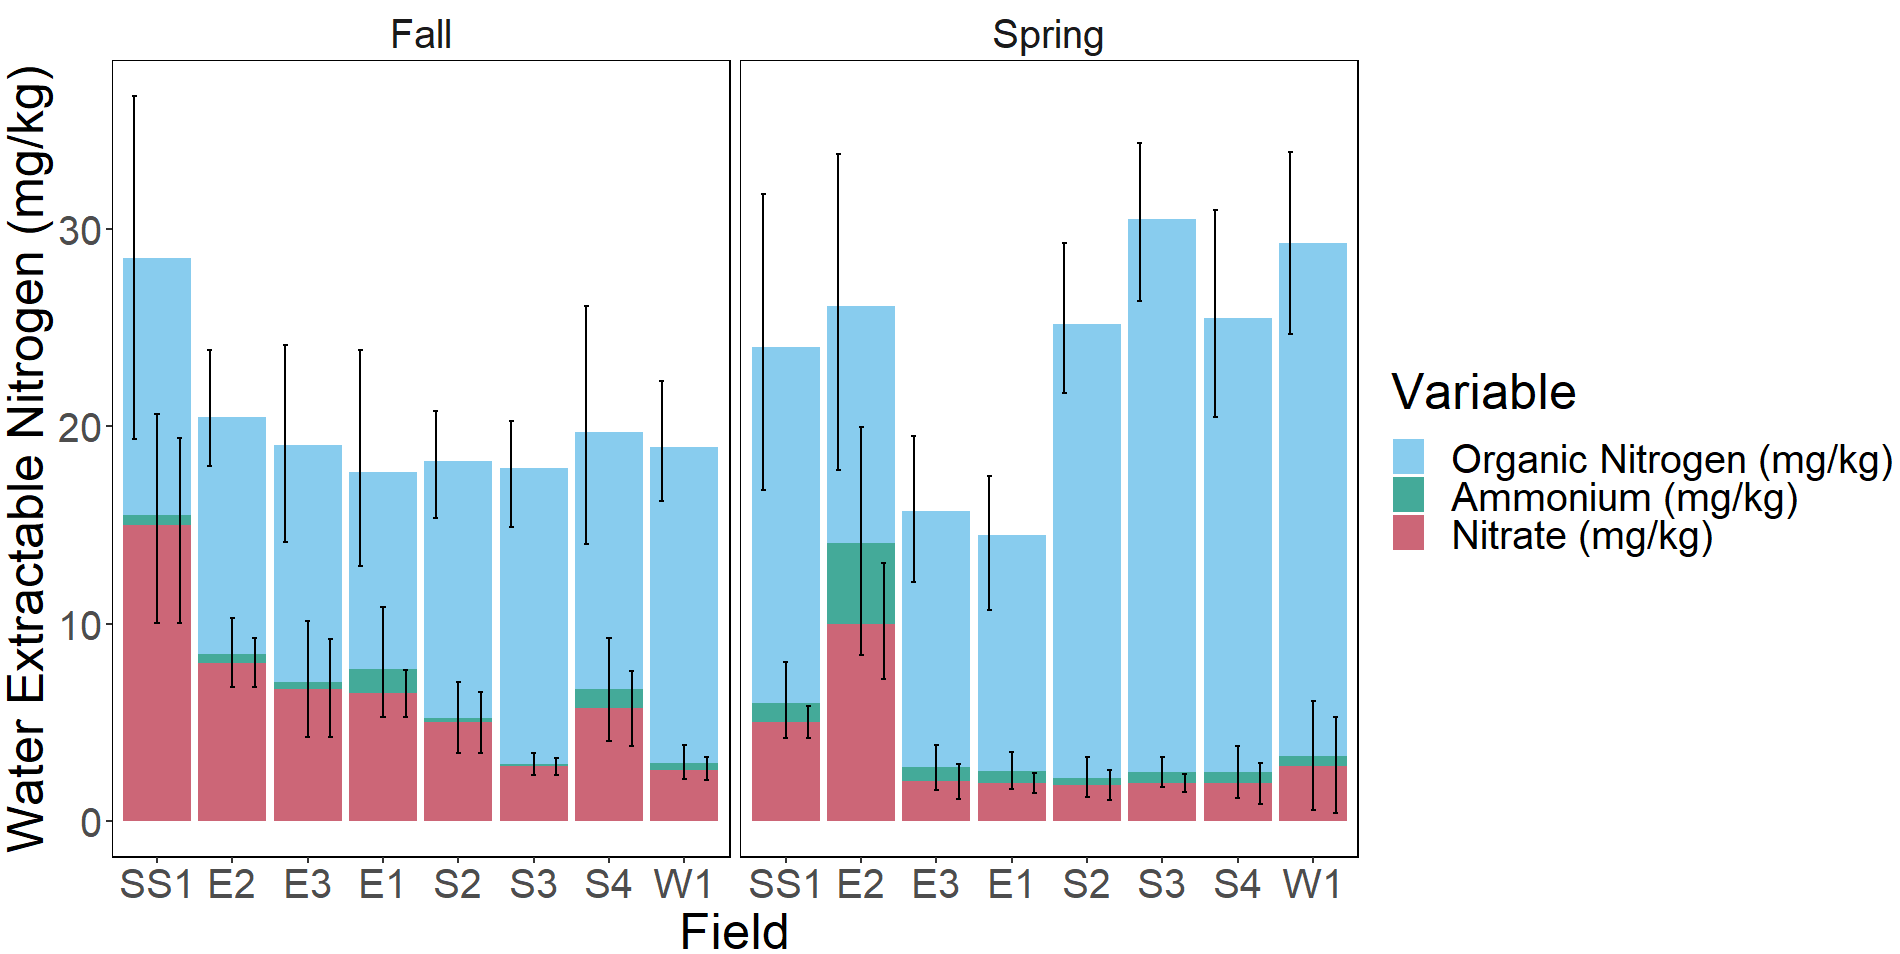 Fall
Spring
Water Extractable Nitrogen (mg/kg)
30
20
10
0
SS1 E2 E3 E1 S2 S3 S4 W1
SS1 E2 E3 E1 S2 S3 S4 W1
Field
Variable
Organic Nitrogen (mg/kg)
Ammonium (mg/kg)
Nitrate (mg/kg)